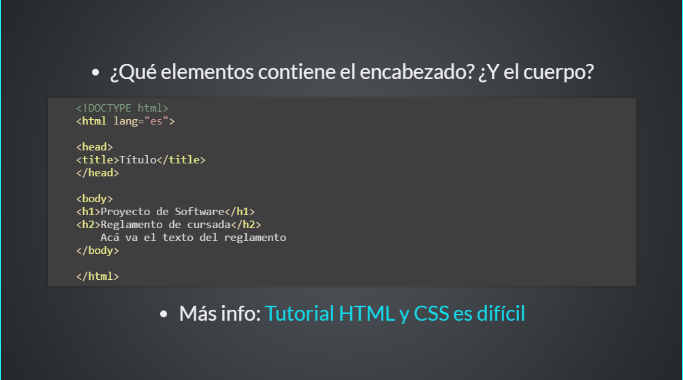 ¿Qué elementos contiene el encabezado? ¿Y el cuerpo?
<!DOCTYPE html>
<html lang="es">
<head>
<title>Título</title>
</head>
<body>
<h1>Proyecto de Software</h1>
<h2>Reglamento de cursada</h2>
Acá va el texto del reglamento
</body>
</html>
Más info: Tutorial HTML y CSS es difícil